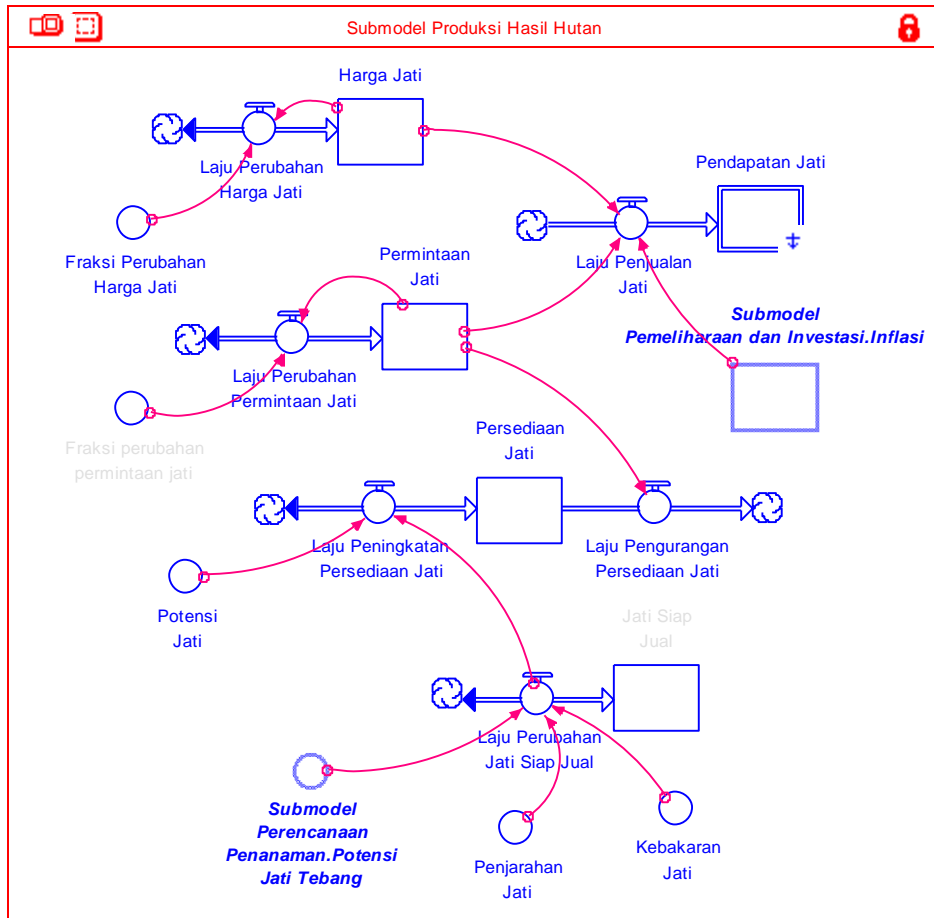 Submodel Produksi Hasil Hutan
Harga Jati
Laju Perubahan
Harga Jati
Pendapatan Jati
Fraksi Perubahan
Harga Jati
Permintaan
Jati
Laju Penjualan
Jati
Submodel
Pemeliharaan dan Investasi.Inflasi
Laju Perubahan
Permintaan Jati
Fraksi perubahan
permintaan jati
Persediaan
Jati
Laju Peningkatan
Persediaan Jati
Laju Pengurangan
Persediaan Jati
Potensi
Jati
Jati Siap
Jual
Laju Perubahan
Jati Siap Jual
Submodel
Perencanaan
Penanaman.Potensi
Jati Tebang
Penjarahan
Jati
Kebakaran
Jati